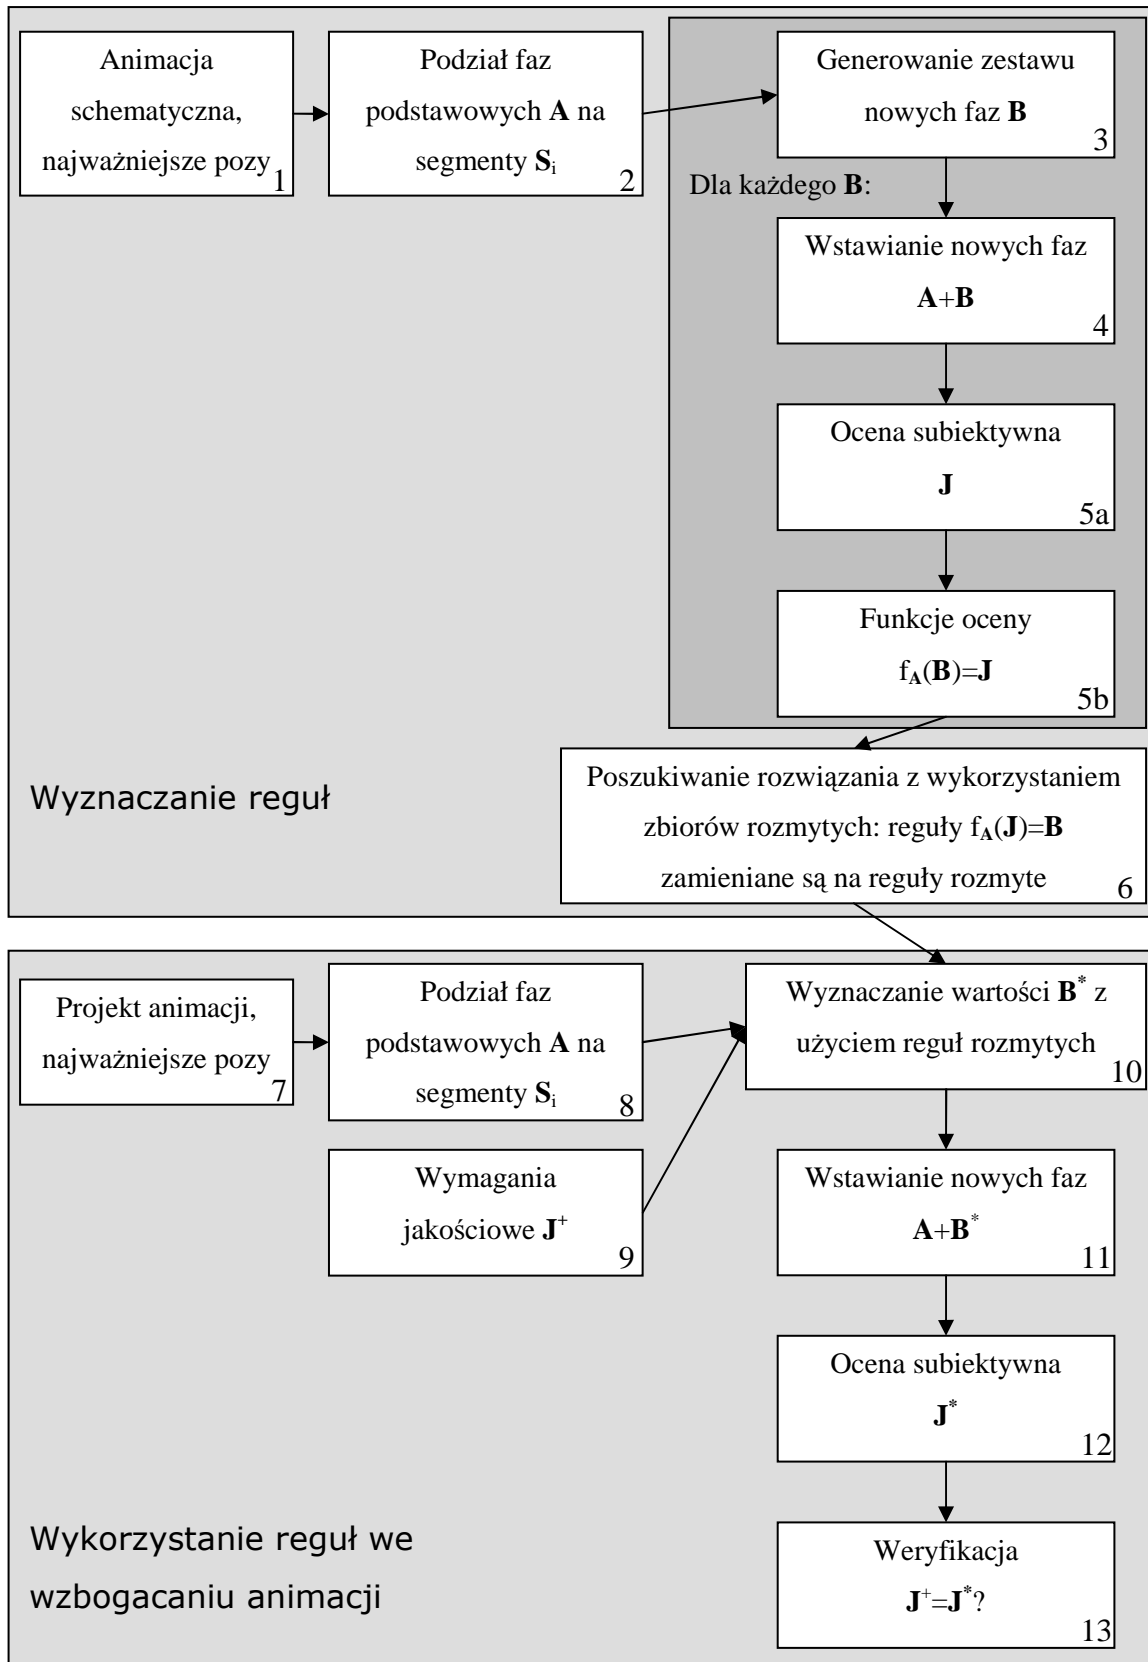 Animacja
schematyczna,
najważniejsze pozy
1
Podział faz
podstawowych A na
segmenty Sᵢ
2
Generowanie zestawu
nowych faz B
3
Dla każdego B:
Wstawianie nowych faz
A+B
4
Ocena subiektywna
J
5a
Funkcje oceny
f_A(B)=J
5b
Poszukiwanie rozwiązania z wykorzystaniem
zbiorów rozmytych: reguły f_A(J)=B
zamieniane są na reguły rozmyte
6
Wyznaczanie reguł
Projekt animacji,
najważniejsze pozy
7
Podział faz
podstawowych A na
segmenty Sᵢ
8
Wymagania
jakościowe J⁺
9
Wyznaczanie wartości B* z
użyciem reguł rozmytych
10
Wstawianie nowych faz
A+B*
11
Ocena subiektywna
J*
12
Weryfikacja
J⁺=J*?
13
Wykorzystanie reguł we
wzbogacaniu animacji